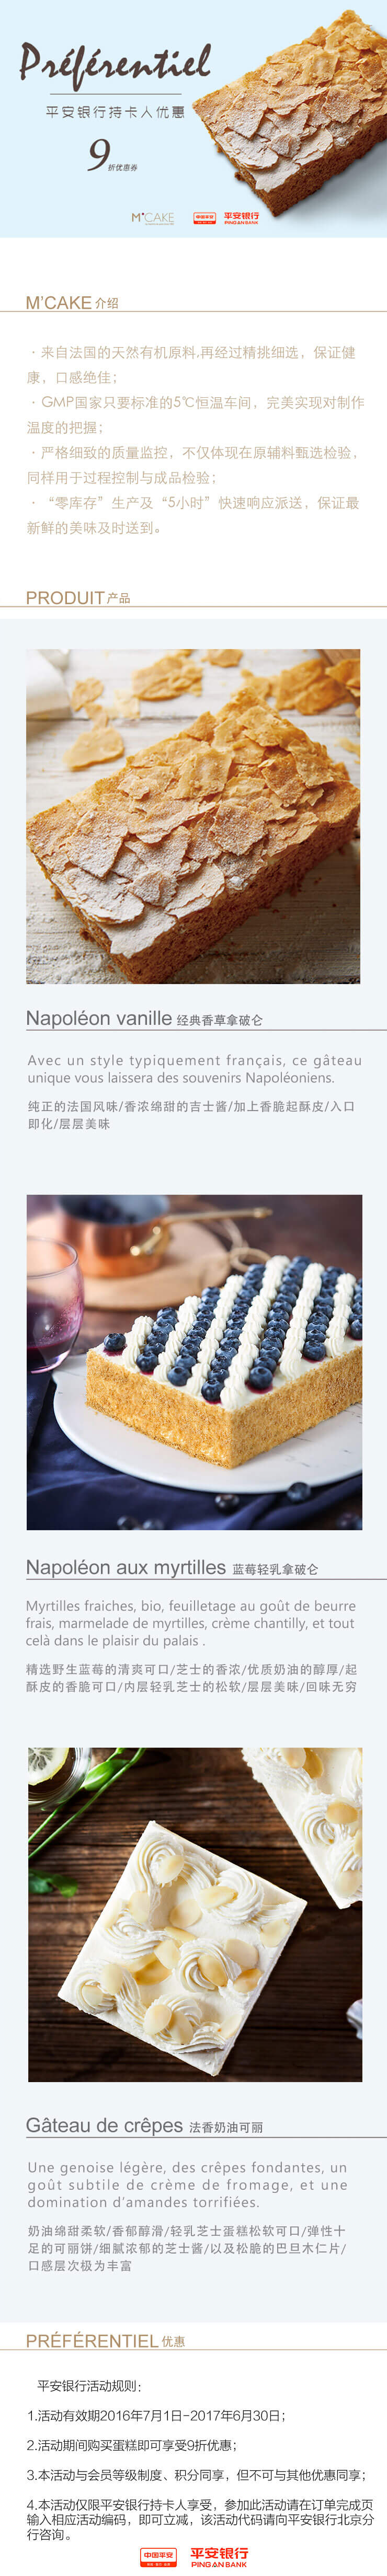 Préférentiel
平安银行持卡人优惠
9折优惠券
M'CAKE 中国平安 平安银行
PING AN BANK
M'CAKE 介绍
·来自法国的天然有机原料,再经过精挑细选，保证健
康，口感绝佳；
·GMP国家只要标准的5℃恒温车间，完美实现对制作
温度的把握；
·严格细致的质量监控，不仅体现在原辅料甄选检验，
同样用于过程控制与成品检验；
·“零库存”生产及“5小时”快速响应派送，保证最
新鲜的美味及时送到。
PRODUIT 产品
Napoléon vanille 经典香草拿破仑
Avec un style typiquement français, ce gâteau
unique vous laissera des souvenirs Napoléoniens.
纯正的法国风味/香浓绵甜的吉士酱/加上香脆起酥皮/入口
即化/层层美味
Napoléon aux myrtilles 蓝莓轻乳拿破仑
Myrtilles fraiches, bio, feuilletage au goût de beurre
frais, marmelade de myrtilles, crème chantilly, et tout
celà dans le plaisir du palais .
精选野生蓝莓的清爽可口/芝士的香浓/优质奶油的醇厚/起
酥皮的香脆可口/内层轻乳芝士的松软/层层美味/回味无穷
Gâteau de crêpes 法香奶油可丽
Une genoise légère, des crêpes fondantes, un
goût subtile de crème de fromage, et une
domination d’amandes torrifiées.
奶油绵甜柔软/香郁醇滑/轻乳芝士蛋糕松软可口/弹性十
足的可丽饼/细腻浓郁的芝士酱/以及松脆的巴旦木仁片/
口感层次极为丰富
PRÉFÉRENTIEL 优惠
平安银行活动规则：
1.活动有效期2016年7月1日-2017年6月30日；
2.活动期间购买蛋糕即可享受9折优惠；
3.本活动与会员等级制度、积分同享，但不可与其他优惠同享；
4.本活动仅限平安银行持卡人享受，参加此活动请在订单完成页
输入相应活动编码，即可立减，该活动代码请向平安银行北京分
行咨询。
中国平安 平安银行
PING AN BANK